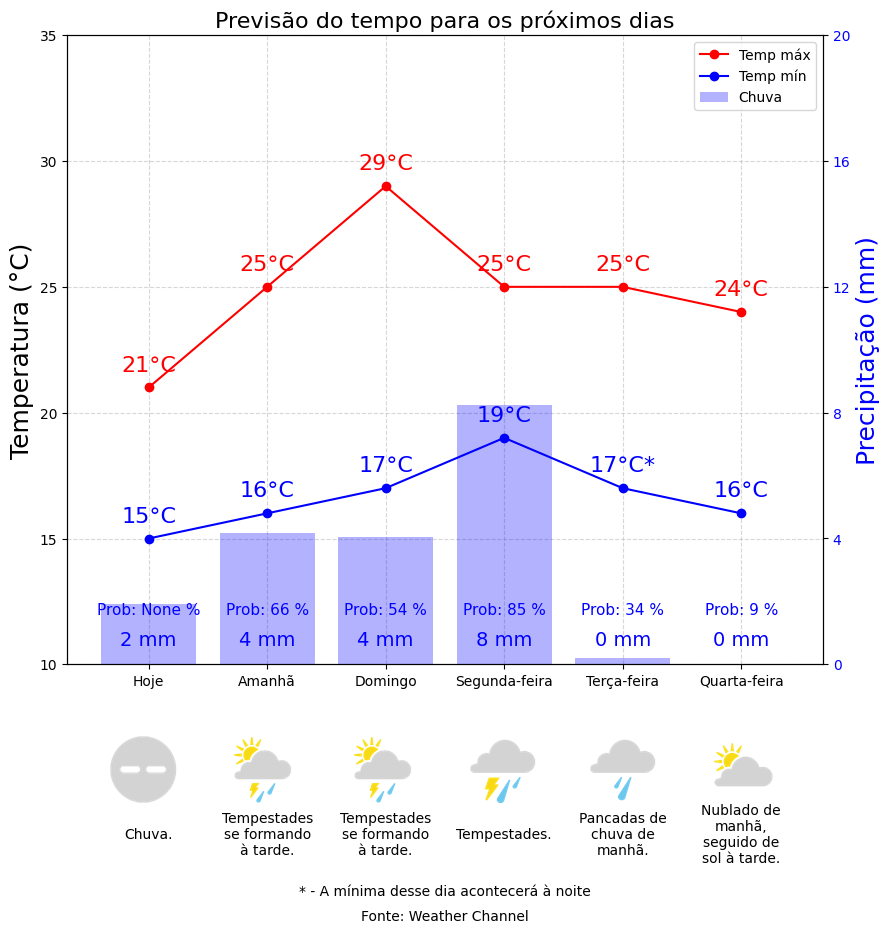 Previsão do tempo para os próximos dias
35
30
25
20
15
10
Temperatura (°C)
20
16
12
8
4
0
Precipitação (mm)
Temp máx
Temp mín
Chuva
29°C
25°C
25°C
25°C
24°C
21°C
19°C
17°C
17°C*
16°C
16°C
15°C
Prob: None %
Prob: 66 %
Prob: 54 %
Prob: 85 %
Prob: 34 %
Prob: 9 %
2 mm
4 mm
4 mm
8 mm
0 mm
0 mm
Hoje
Amanhã
Domingo
Segunda-feira
Terça-feira
Quarta-feira
Chuva.
Tempestades
se formando
à tarde.
Tempestades
se formando
à tarde.
Tempestades.
Pancadas de
chuva de
manhã.
Nublado de
manhã,
seguido de
sol à tarde.
* - A mínima desse dia acontecerá à noite
Fonte: Weather Channel